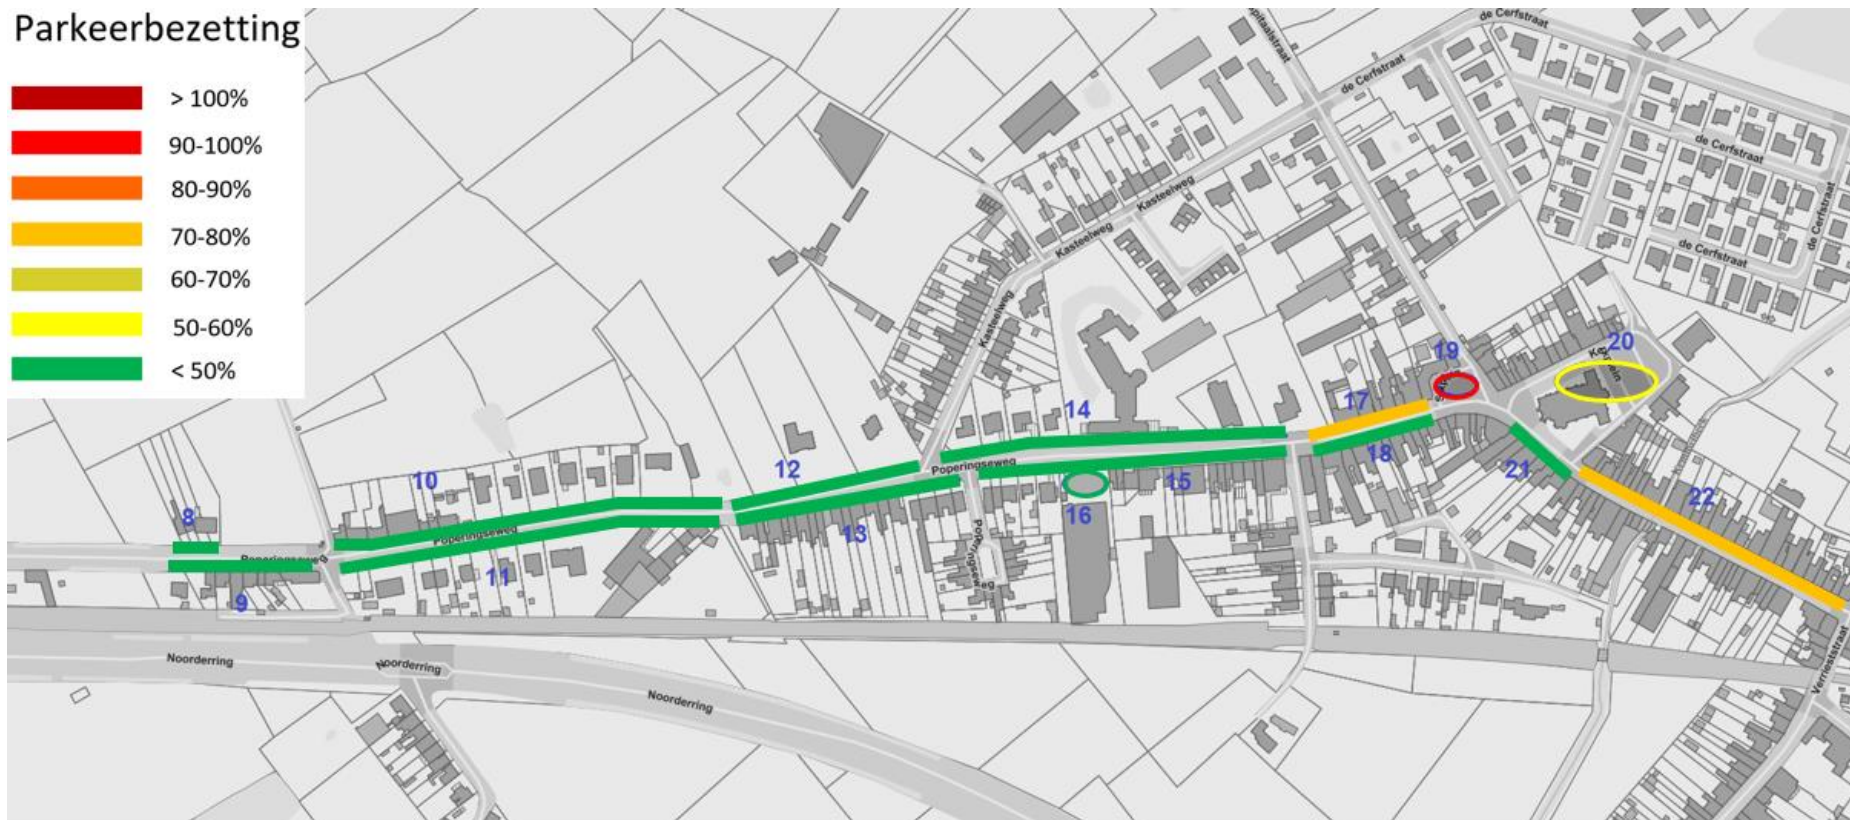 Parkeerbezetting
> 100%
90-100%
80-90%
70-80%
60-70%
50-60%
< 50%
de Cerfstraat
de Cerfstraat
de Cerfstraat
de Cerfstraat
de Cerfstraat
Kasteelweg
Kasteelweg
Kasteelweg
8
9
10
11
12
13
14
15
16
17
18
19
20
21
22
Poperingseweg
Poperingseweg
Poperingseweg
Poperingseweg
Noorderring
Noorderring
Noorderring
Verrieststraat